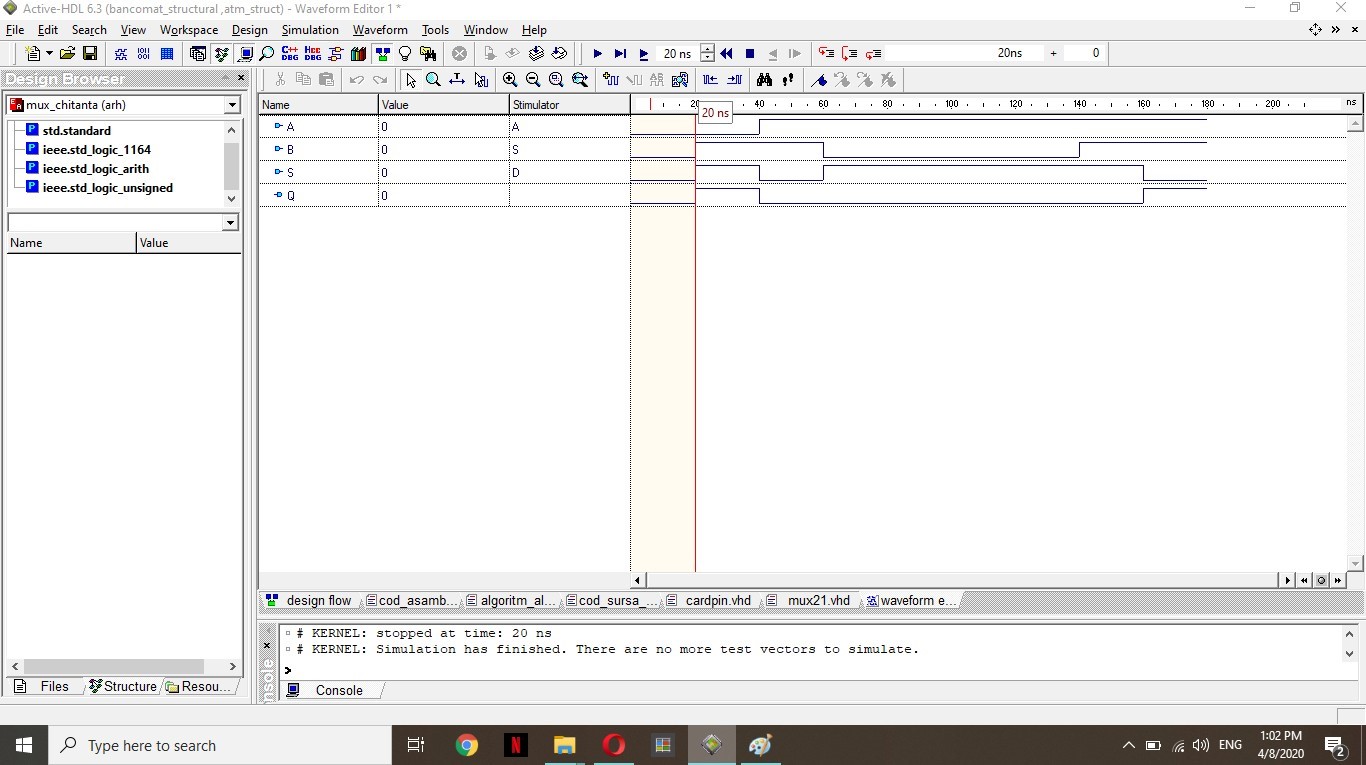 Active-HDL 6.3 (bancomat_structural ,atm_struct) - Waveform Editor 1 *
File Edit Search View Workspace Design Simulation Waveform Tools Window Help
C++ DBG HDL DBG 20 ns 20ns + 0
Design Browser
mux_chitanta (arh)
std.standard
ieee.std_logic_1164
ieee.std_logic_arith
ieee.std_logic_unsigned
Name Value
Files Structure Resou...
Name Value Stimulator 20 40 60 80 100 120 140 160 180 200 ns
20 ns
A 0 A
B 0 S
S 0 D
Q 0
design flow cod_asamb... algoritm_al... cod_sursa_... cardpin.vhd mux21.vhd waveform e...
# KERNEL: stopped at time: 20 ns
# KERNEL: Simulation has finished. There are no more test vectors to simulate.
>
Console
Type here to search
N
ENG
1:02 PM
4/8/2020
2